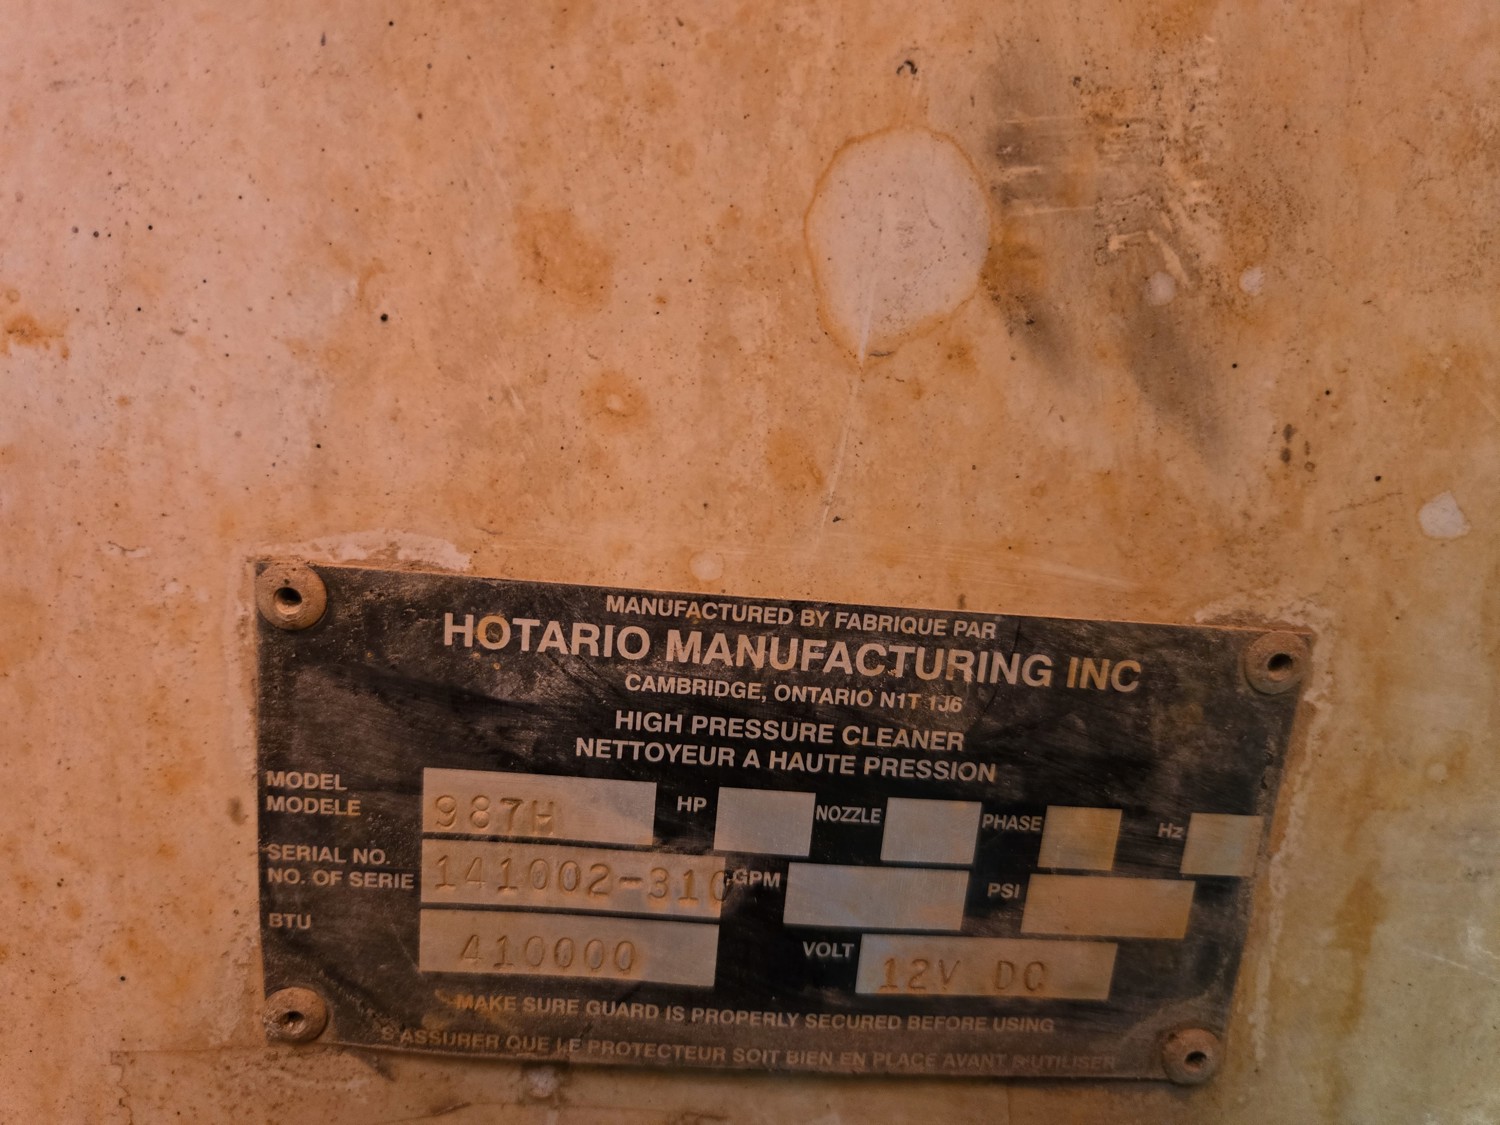 MANUFACTURED BY FABRIQUE PAR
HOTARIO MANUFACTURING INC
CAMBRIDGE, ONTARIO N1T 1J6
HIGH PRESSURE CLEANER
NETTOYEUR A HAUTE PRESSION
MODEL
MODELE 987H HP NOZZLE PHASE Hz
SERIAL NO.
NO. OF SERIE 141002-310 GPM PSI
BTU 410000 VOLT 12V DC
MAKE SURE GUARD IS PROPERLY SECURED BEFORE USING
S'ASSURER QUE LE PROTECTEUR SOIT BIEN EN PLACE AVANT D'UTILISER